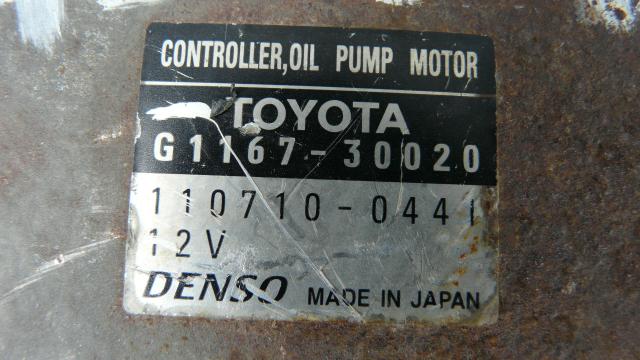 CONTROLLER,OIL PUMP MOTOR
TOYOTA
G1167-30020
110710-0441
12V
DENSO MADE IN JAPAN